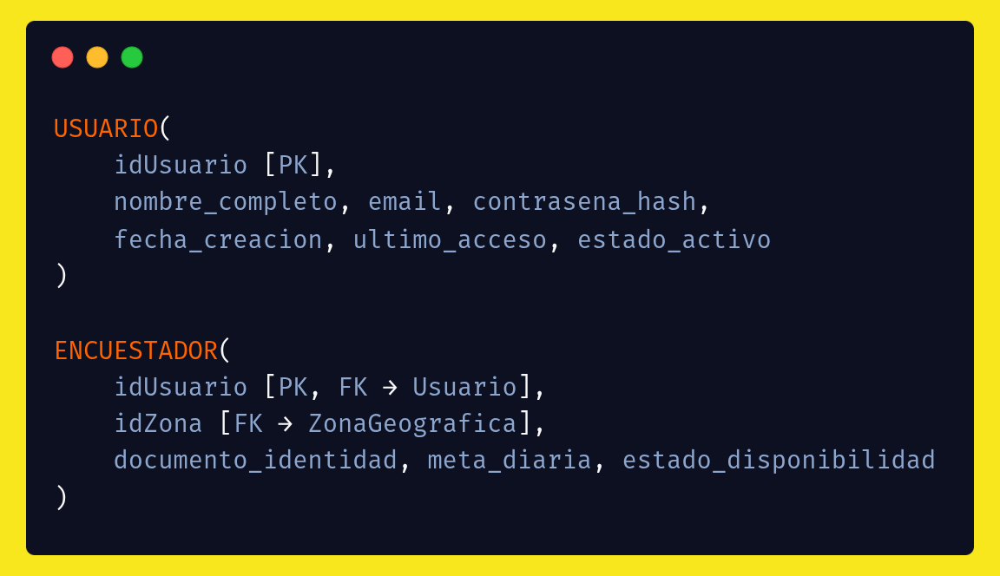 USUARIO(
    idUsuario [PK],
    nombre_completo, email, contrasena_hash,
    fecha_creacion, ultimo_acceso, estado_activo
)
ENCUESTADOR(
    idUsuario [PK, FK → Usuario],
    idZona [FK → ZonaGeografica],
    documento_identidad, meta_diaria, estado_disponibilidad
)